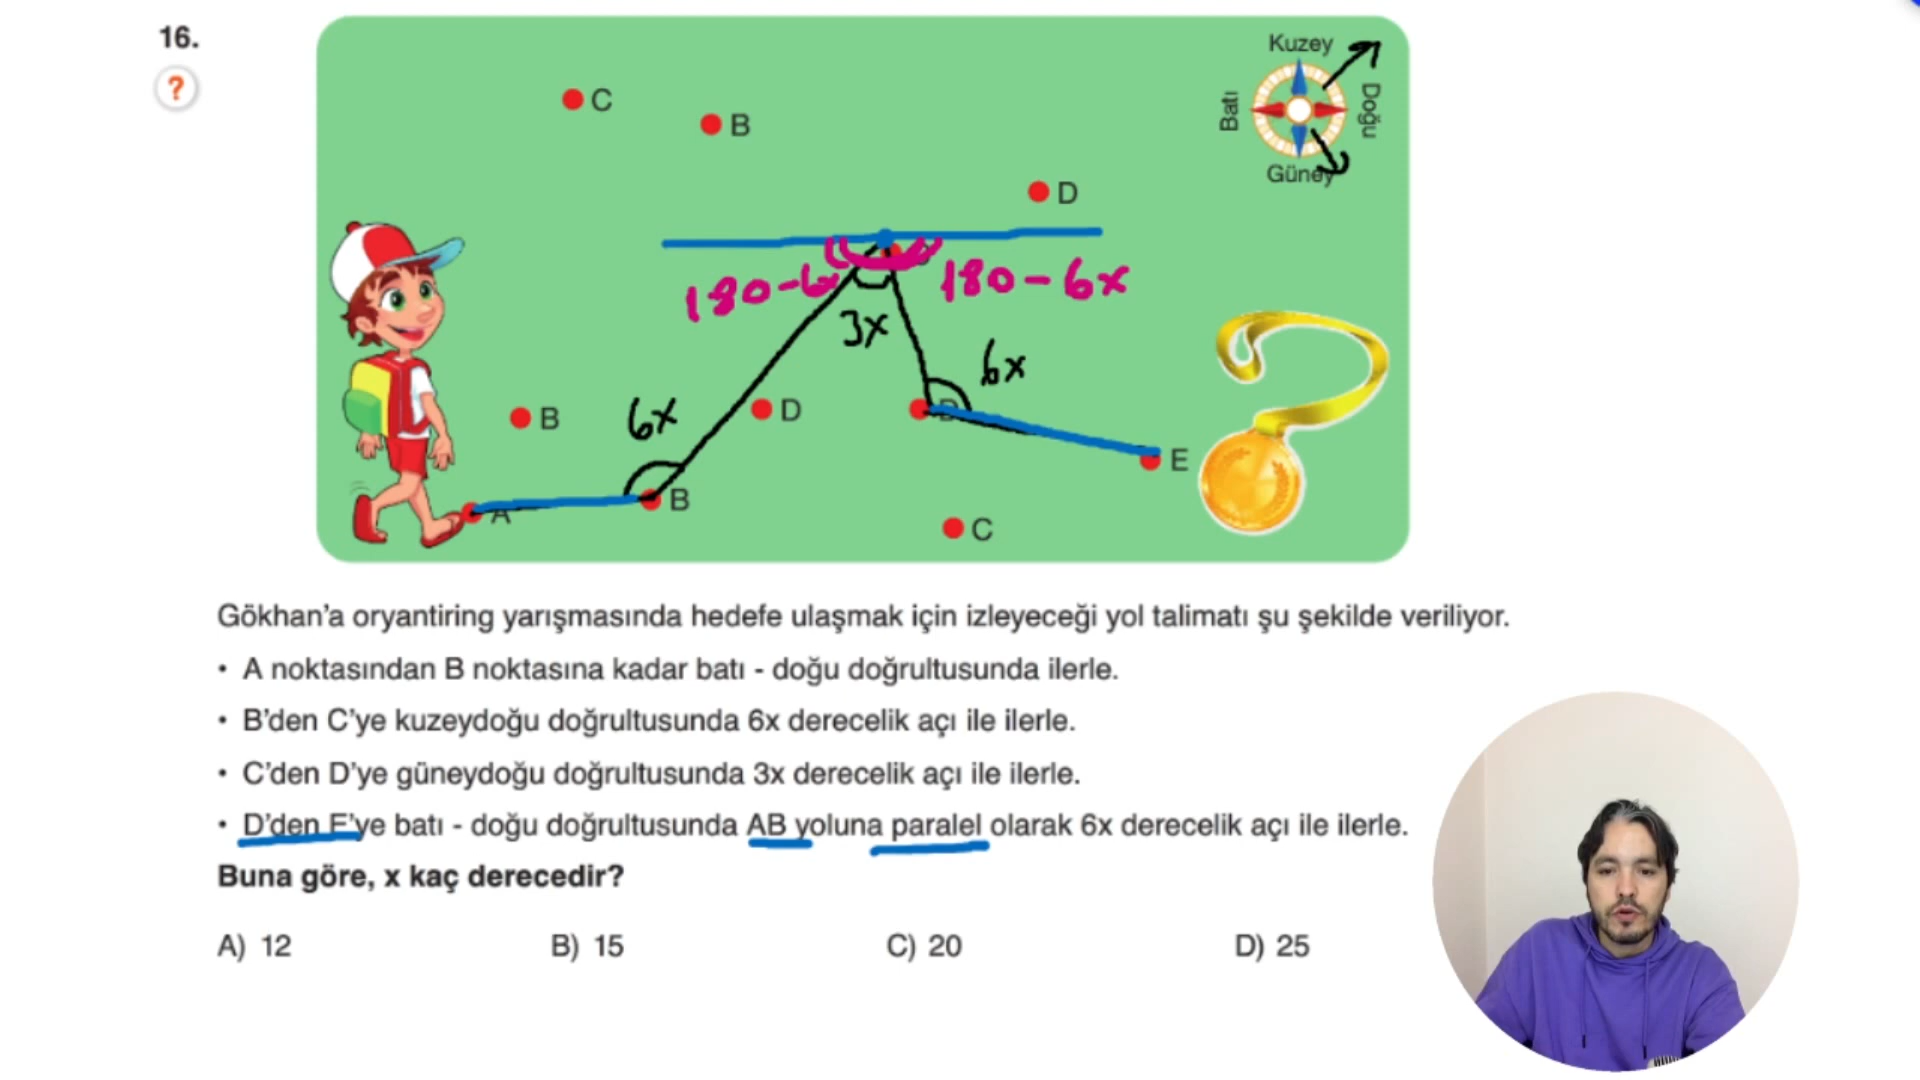 16.
?
Kuzey
Batı
Doğu
Güney
C
B
D
180-6x
180-6x
3x
6x
6x
B
D
E
A
B
C
Gökhan'a oryantiring yarışmasında hedefe ulaşmak için izleyeceği yol talimatı şu şekilde veriliyor.
• A noktasından B noktasına kadar batı - doğu doğrultusunda ilerle.
• B'den C'ye kuzeydoğu doğrultusunda 6x derecelik açı ile ilerle.
• C'den D'ye güneydoğu doğrultusunda 3x derecelik açı ile ilerle.
• D'den E'ye batı - doğu doğrultusunda AB yoluna paralel olarak 6x derecelik açı ile ilerle.
Buna göre, x kaç derecedir?
A) 12 B) 15 C) 20 D) 25